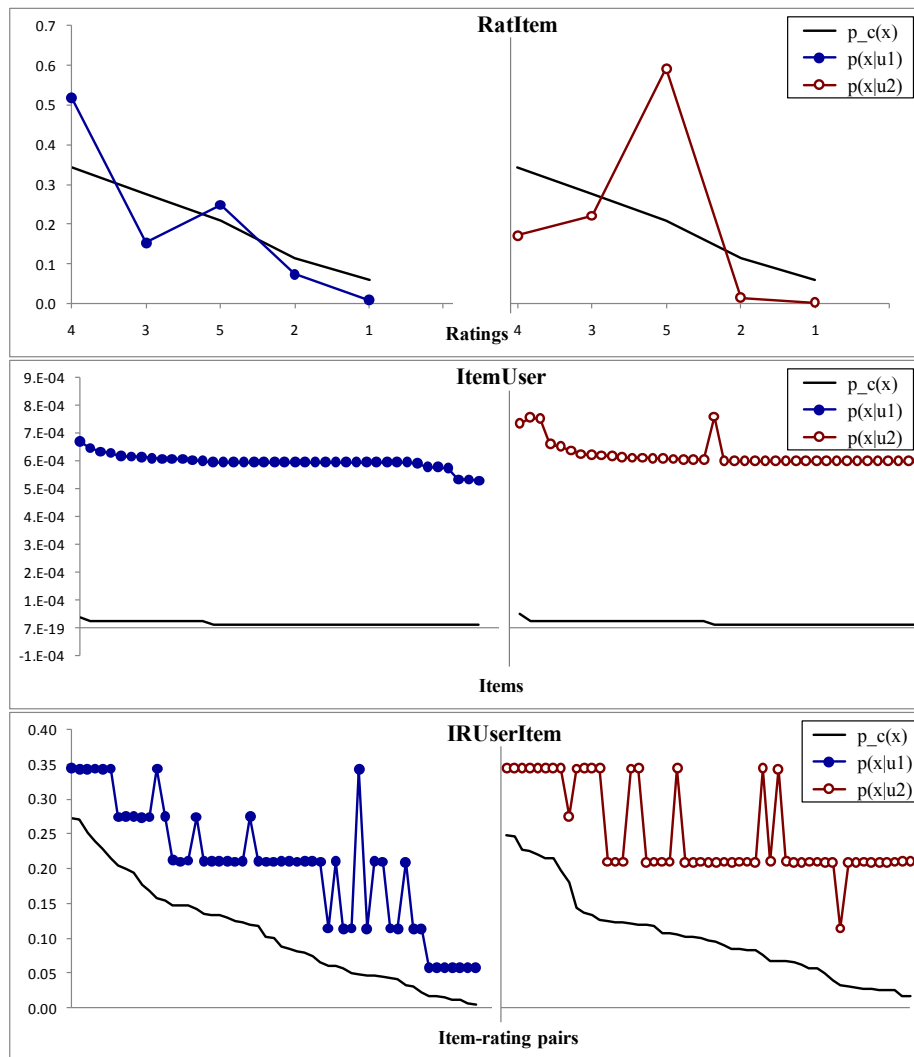 RatItem
0.7
0.6
0.5
0.4
0.3
0.2
0.1
0.0
p_c(x)
p(x|u1)
p(x|u2)
4 3 5 2 1 4 3 5 2 1
Ratings
ItemUser
9.E-04
8.E-04
7.E-04
6.E-04
5.E-04
4.E-04
3.E-04
2.E-04
1.E-04
7.E-19
-1.E-04
p_c(x)
p(x|u1)
p(x|u2)
Items
IRUserItem
0.40
0.35
0.30
0.25
0.20
0.15
0.10
0.05
0.00
p_c(x)
p(x|u1)
p(x|u2)
Item-rating pairs